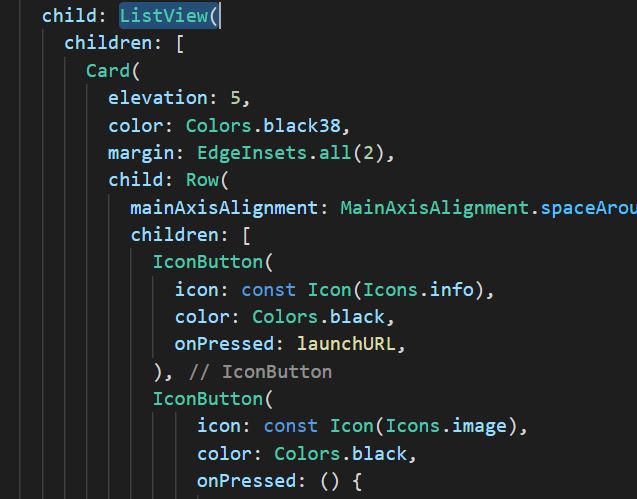 child: ListView(
children: [
Card(
elevation: 5,
color: Colors.black38,
margin: EdgeInsets.all(2),
child: Row(
mainAxisAlignment: MainAxisAlignment.spaceArou
children: [
IconButton(
icon: const Icon(Icons.info),
color: Colors.black,
onPressed: launchURL,
), // IconButton
IconButton(
icon: const Icon(Icons.image),
color: Colors.black,
onPressed: () {